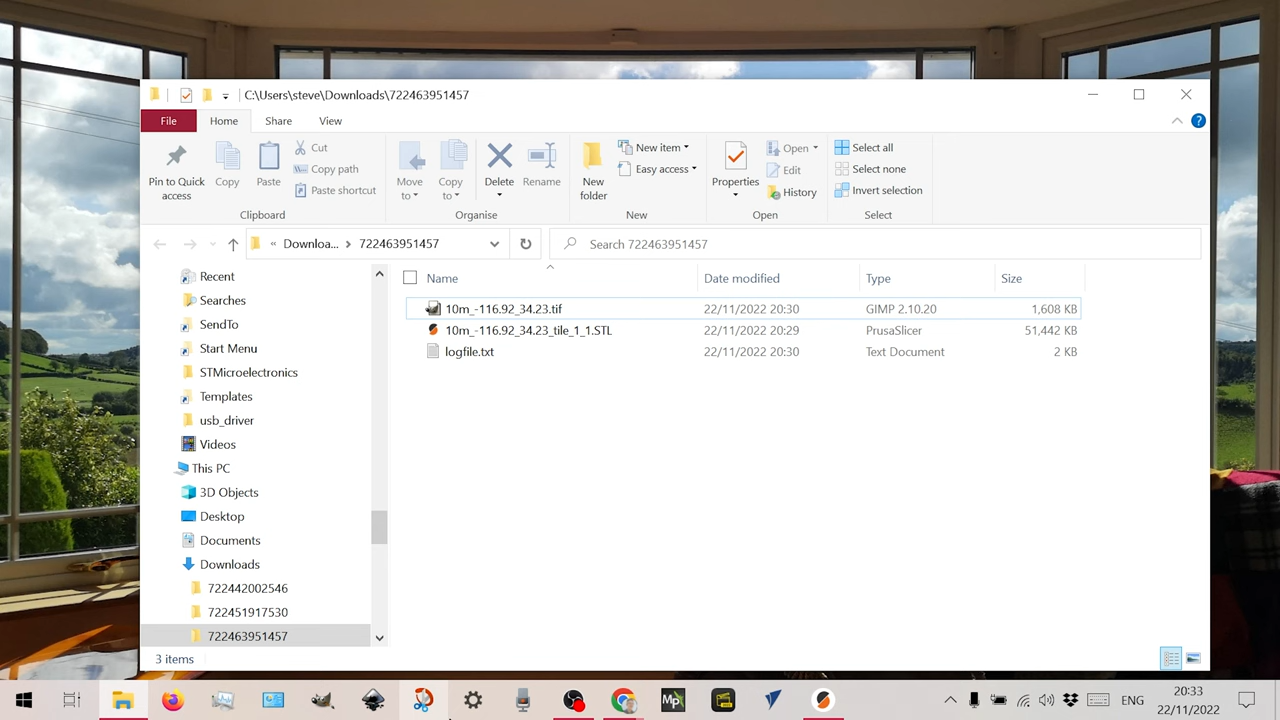 C:\Users\steve\Downloads\722463951457
File Home Share View
Pin to Quick access
Copy
Paste
Cut
Copy path
Paste shortcut
Clipboard
Move to
Copy to
Delete
Rename
Organise
New folder
New item
Easy access
New
Properties
Open
Edit
History
Open
Select all
Select none
Invert selection
Select
« Downloa... › 722463951457
Search 722463951457
Name Date modified Type Size
10m_-116.92_34.23.tif 22/11/2022 20:30 GIMP 2.10.20 1,608 KB
10m_-116.92_34.23_tile_1_1.STL 22/11/2022 20:29 PrusaSlicer 51,442 KB
logfile.txt 22/11/2022 20:30 Text Document 2 KB
Recent
Searches
SendTo
Start Menu
STMicroelectronics
Templates
usb_driver
Videos
This PC
3D Objects
Desktop
Documents
Downloads
722442002546
722451917530
722463951457
3 items
Mp
ENG
20:33
22/11/2022